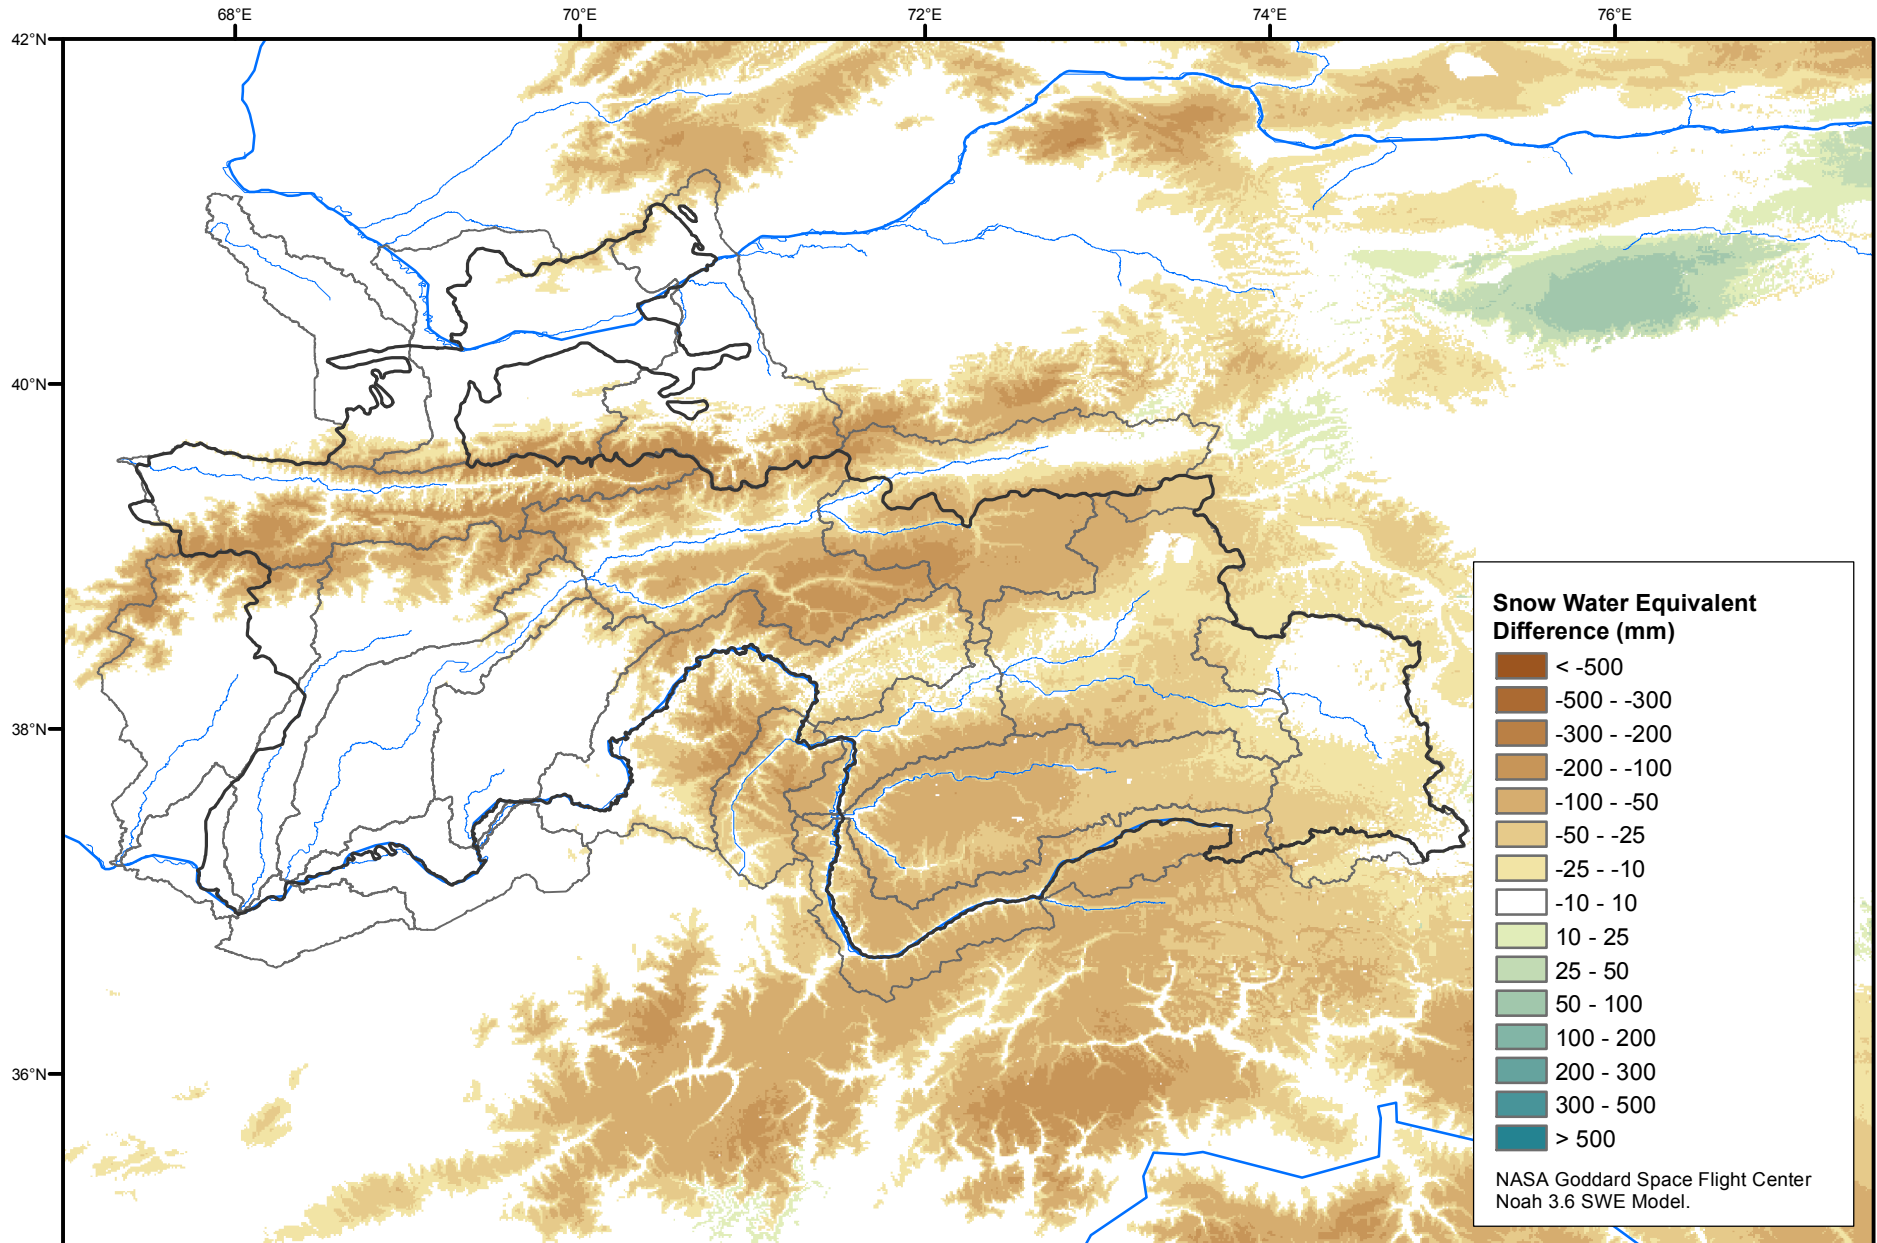 68°E 70°E 72°E 74°E 76°E
42°N
40°N
38°N
36°N
Snow Water Equivalent
Difference (mm)
< -500
-500 - -300
-300 - -200
-200 - -100
-100 - -50
-50 - -25
-25 - -10
-10 - 10
10 - 25
25 - 50
50 - 100
100 - 200
200 - 300
300 - 500
> 500
NASA Goddard Space Flight Center
Noah 3.6 SWE Model.